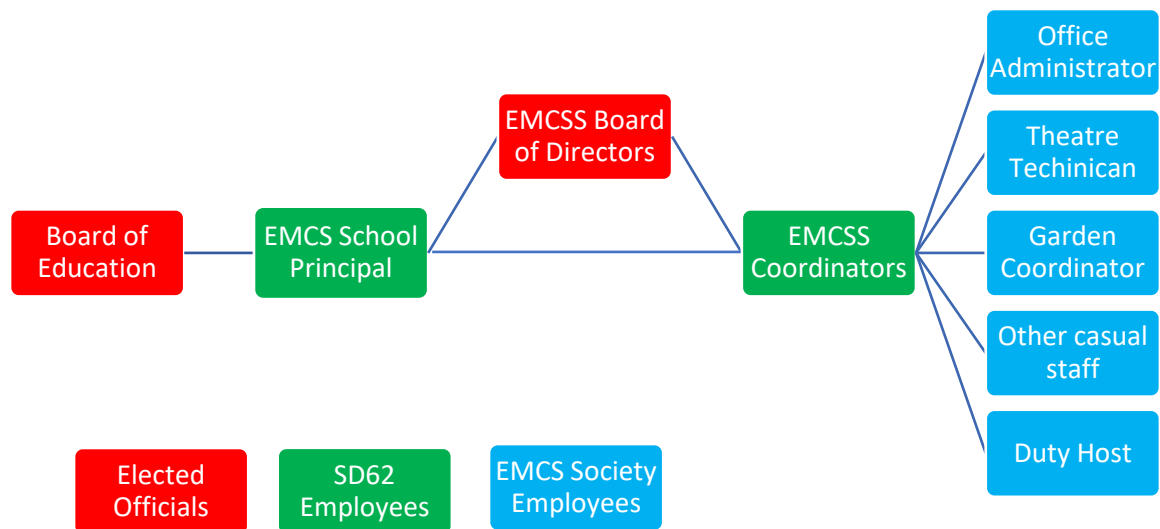 Office
Administrator
EMCSS Board
of Directors
Theatre
Techinican
Board of
Education
EMCS School
Principal
EMCSS
Coordinators
Garden
Coordinator
Other casual
staff
Duty Host
Elected
Officials
SD62
Employees
EMCS Society
Employees